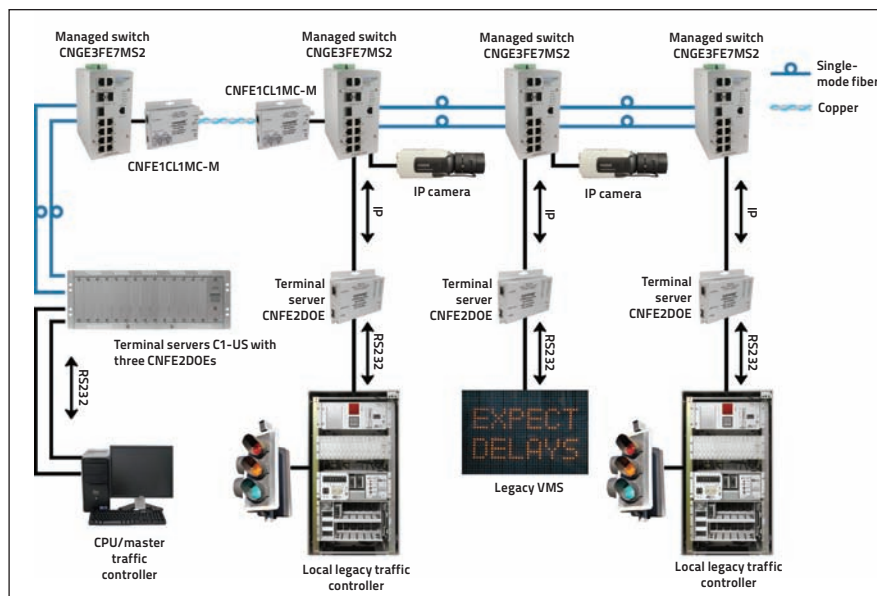 Managed switch
CNGE3FE7MS2
Managed switch
CNGE3FE7MS2
Managed switch
CNGE3FE7MS2
Managed switch
CNGE3FE7MS2
CNFE1CL1MC-M
CNFE1CL1MC-M
Single-
mode fiber
Copper
IP camera
IP camera
IP
IP
IP
Terminal
server
CNFE2DOE
Terminal
server
CNFE2DOE
Terminal
server
CNFE2DOE
Terminal servers C1-US with
three CNFE2DOEs
RS232
RS232
RS232
RS232
EXPECT
DELAYS
Legacy VMS
CPU/master
traffic
controller
Local legacy traffic
controller
Local legacy traffic
controller